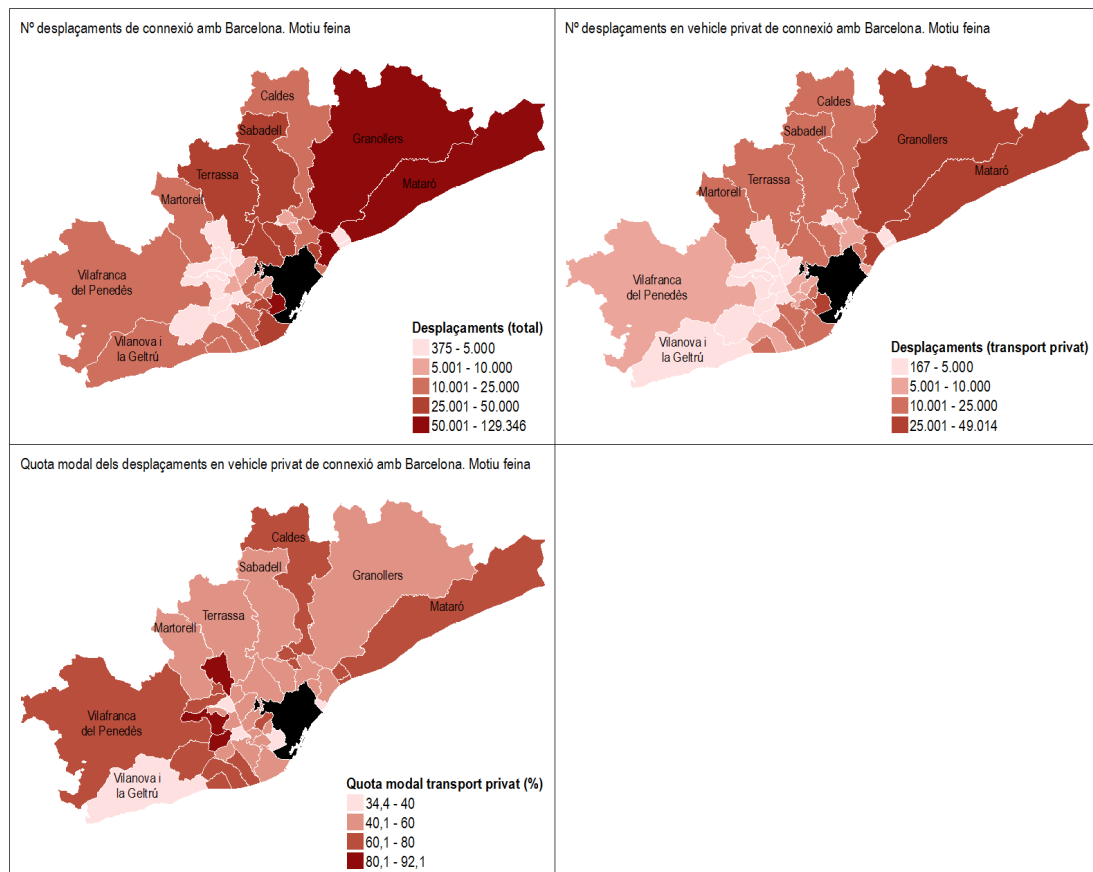 Nº desplaçaments de connexió amb Barcelona. Motiu feina
Caldes
Sabadell
Granollers
Terrassa
Mataró
Martorell
Vilafranca
del Penedès
Vilanova i
la Geltrú
Desplaçaments (total)
375 - 5.000
5.001 - 10.000
10.001 - 25.000
25.001 - 50.000
50.001 - 129.346
Nº desplaçaments en vehicle privat de connexió amb Barcelona. Motiu feina
Caldes
Sabadell
Granollers
Terrassa
Mataró
Martorell
Vilafranca
del Penedès
Vilanova i
la Geltrú
Desplaçaments (transport privat)
167 - 5.000
5.001 - 10.000
10.001 - 25.000
25.001 - 49.014
Quota modal dels desplaçaments en vehicle privat de connexió amb Barcelona. Motiu feina
Caldes
Sabadell
Granollers
Terrassa
Mataró
Martorell
Vilafranca
del Penedès
Vilanova i
la Geltrú
Quota modal transport privat (%)
34,4 - 40
40,1 - 60
60,1 - 80
80,1 - 92,1